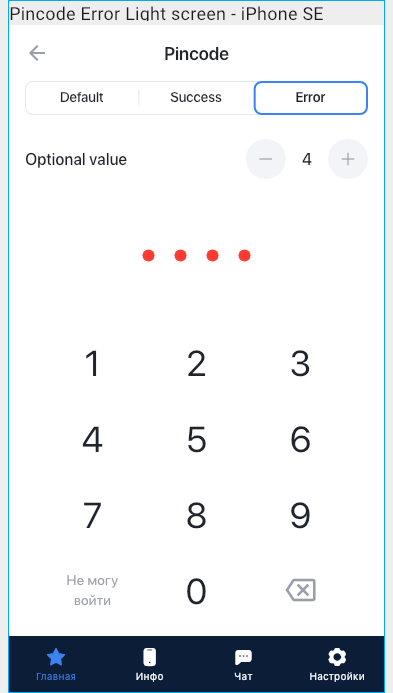 Pincode Error Light screen - iPhone SE
Pincode
Default Success Error
Optional value 4
1 2 3
4 5 6
7 8 9
Не могу
войти
0
Главная Инфо Чат Настройки